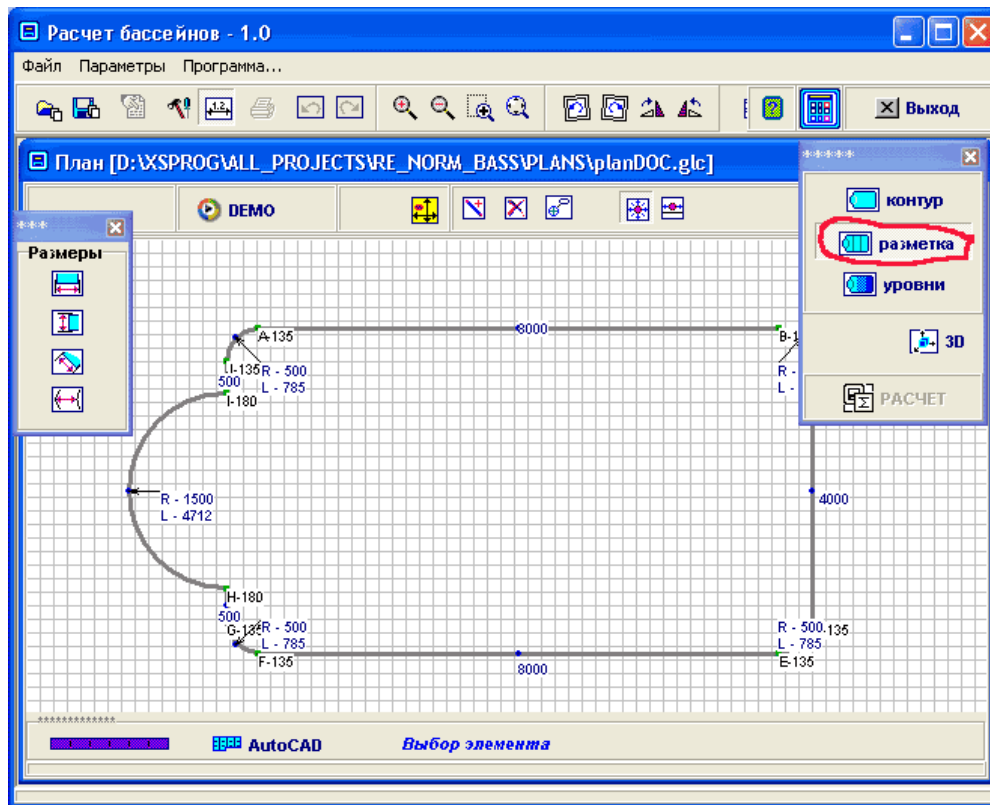 Расчет бассейнов - 1.0
Файл Параметры Программа...
1.2.
Выход
План [D:\XSPROG\ALL_PROJECTS\RE_NORM_BASS\PLANS\planDOC.glc]
DEMO
контур
разметка
уровни
3D
РАСЧЕТ
Размеры
A-135
8000
B-1
I-135
R - 500
L - 785
500
I-180
R -
L -
R - 1500
L - 4712
4000
H-180
500
G-135
R - 500
L - 785
F-135
8000
R - 500
.135
L - 785
E-135
AutoCAD
Выбор элемента